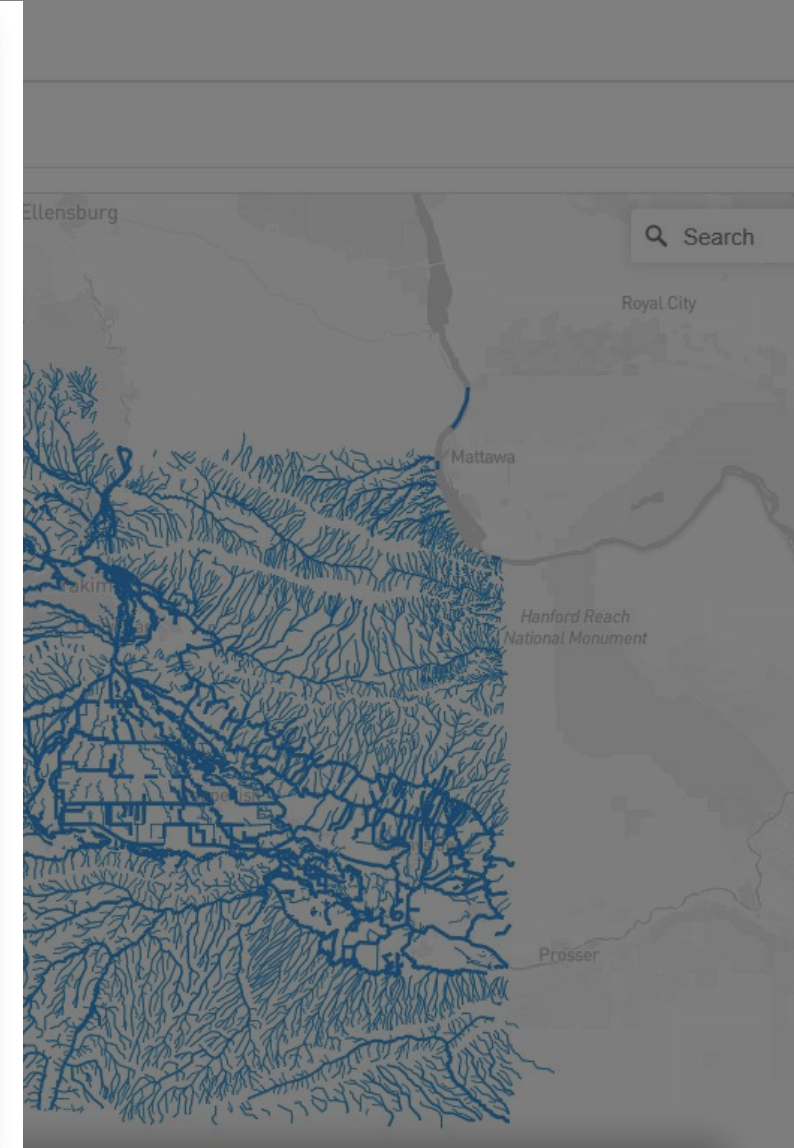 Ellensburg
Search
Royal City
Mattawa
Hanford Reach
National Monument
Prosser